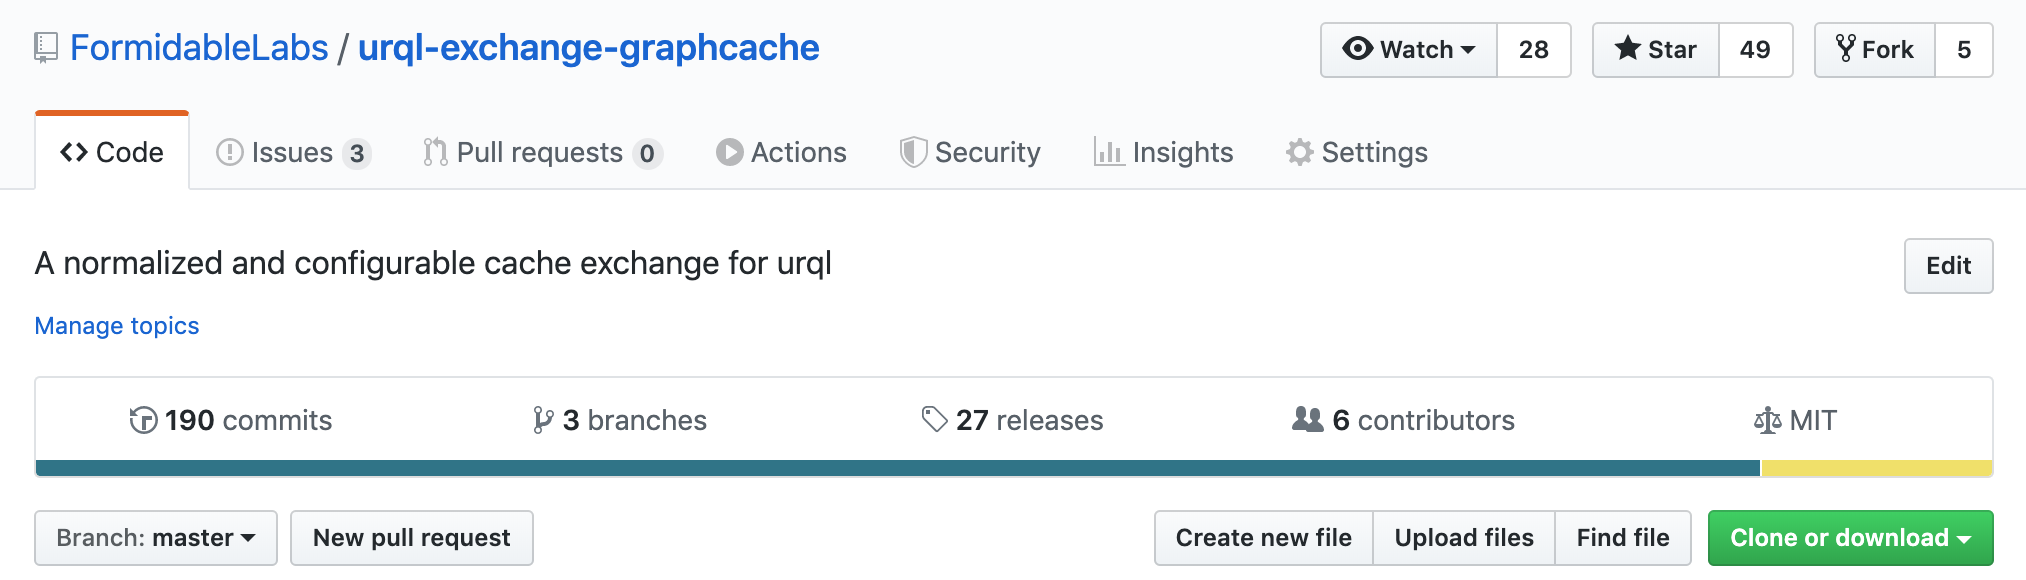 FormidableLabs / urql-exchange-graphcache Watch 28 Star 49 Fork 5
Code Issues 3 Pull requests 0 Actions Security Insights Settings
A normalized and configurable cache exchange for urql Edit
Manage topics
190 commits 3 branches 27 releases 6 contributors MIT
Branch: master New pull request Create new file Upload files Find file Clone or download